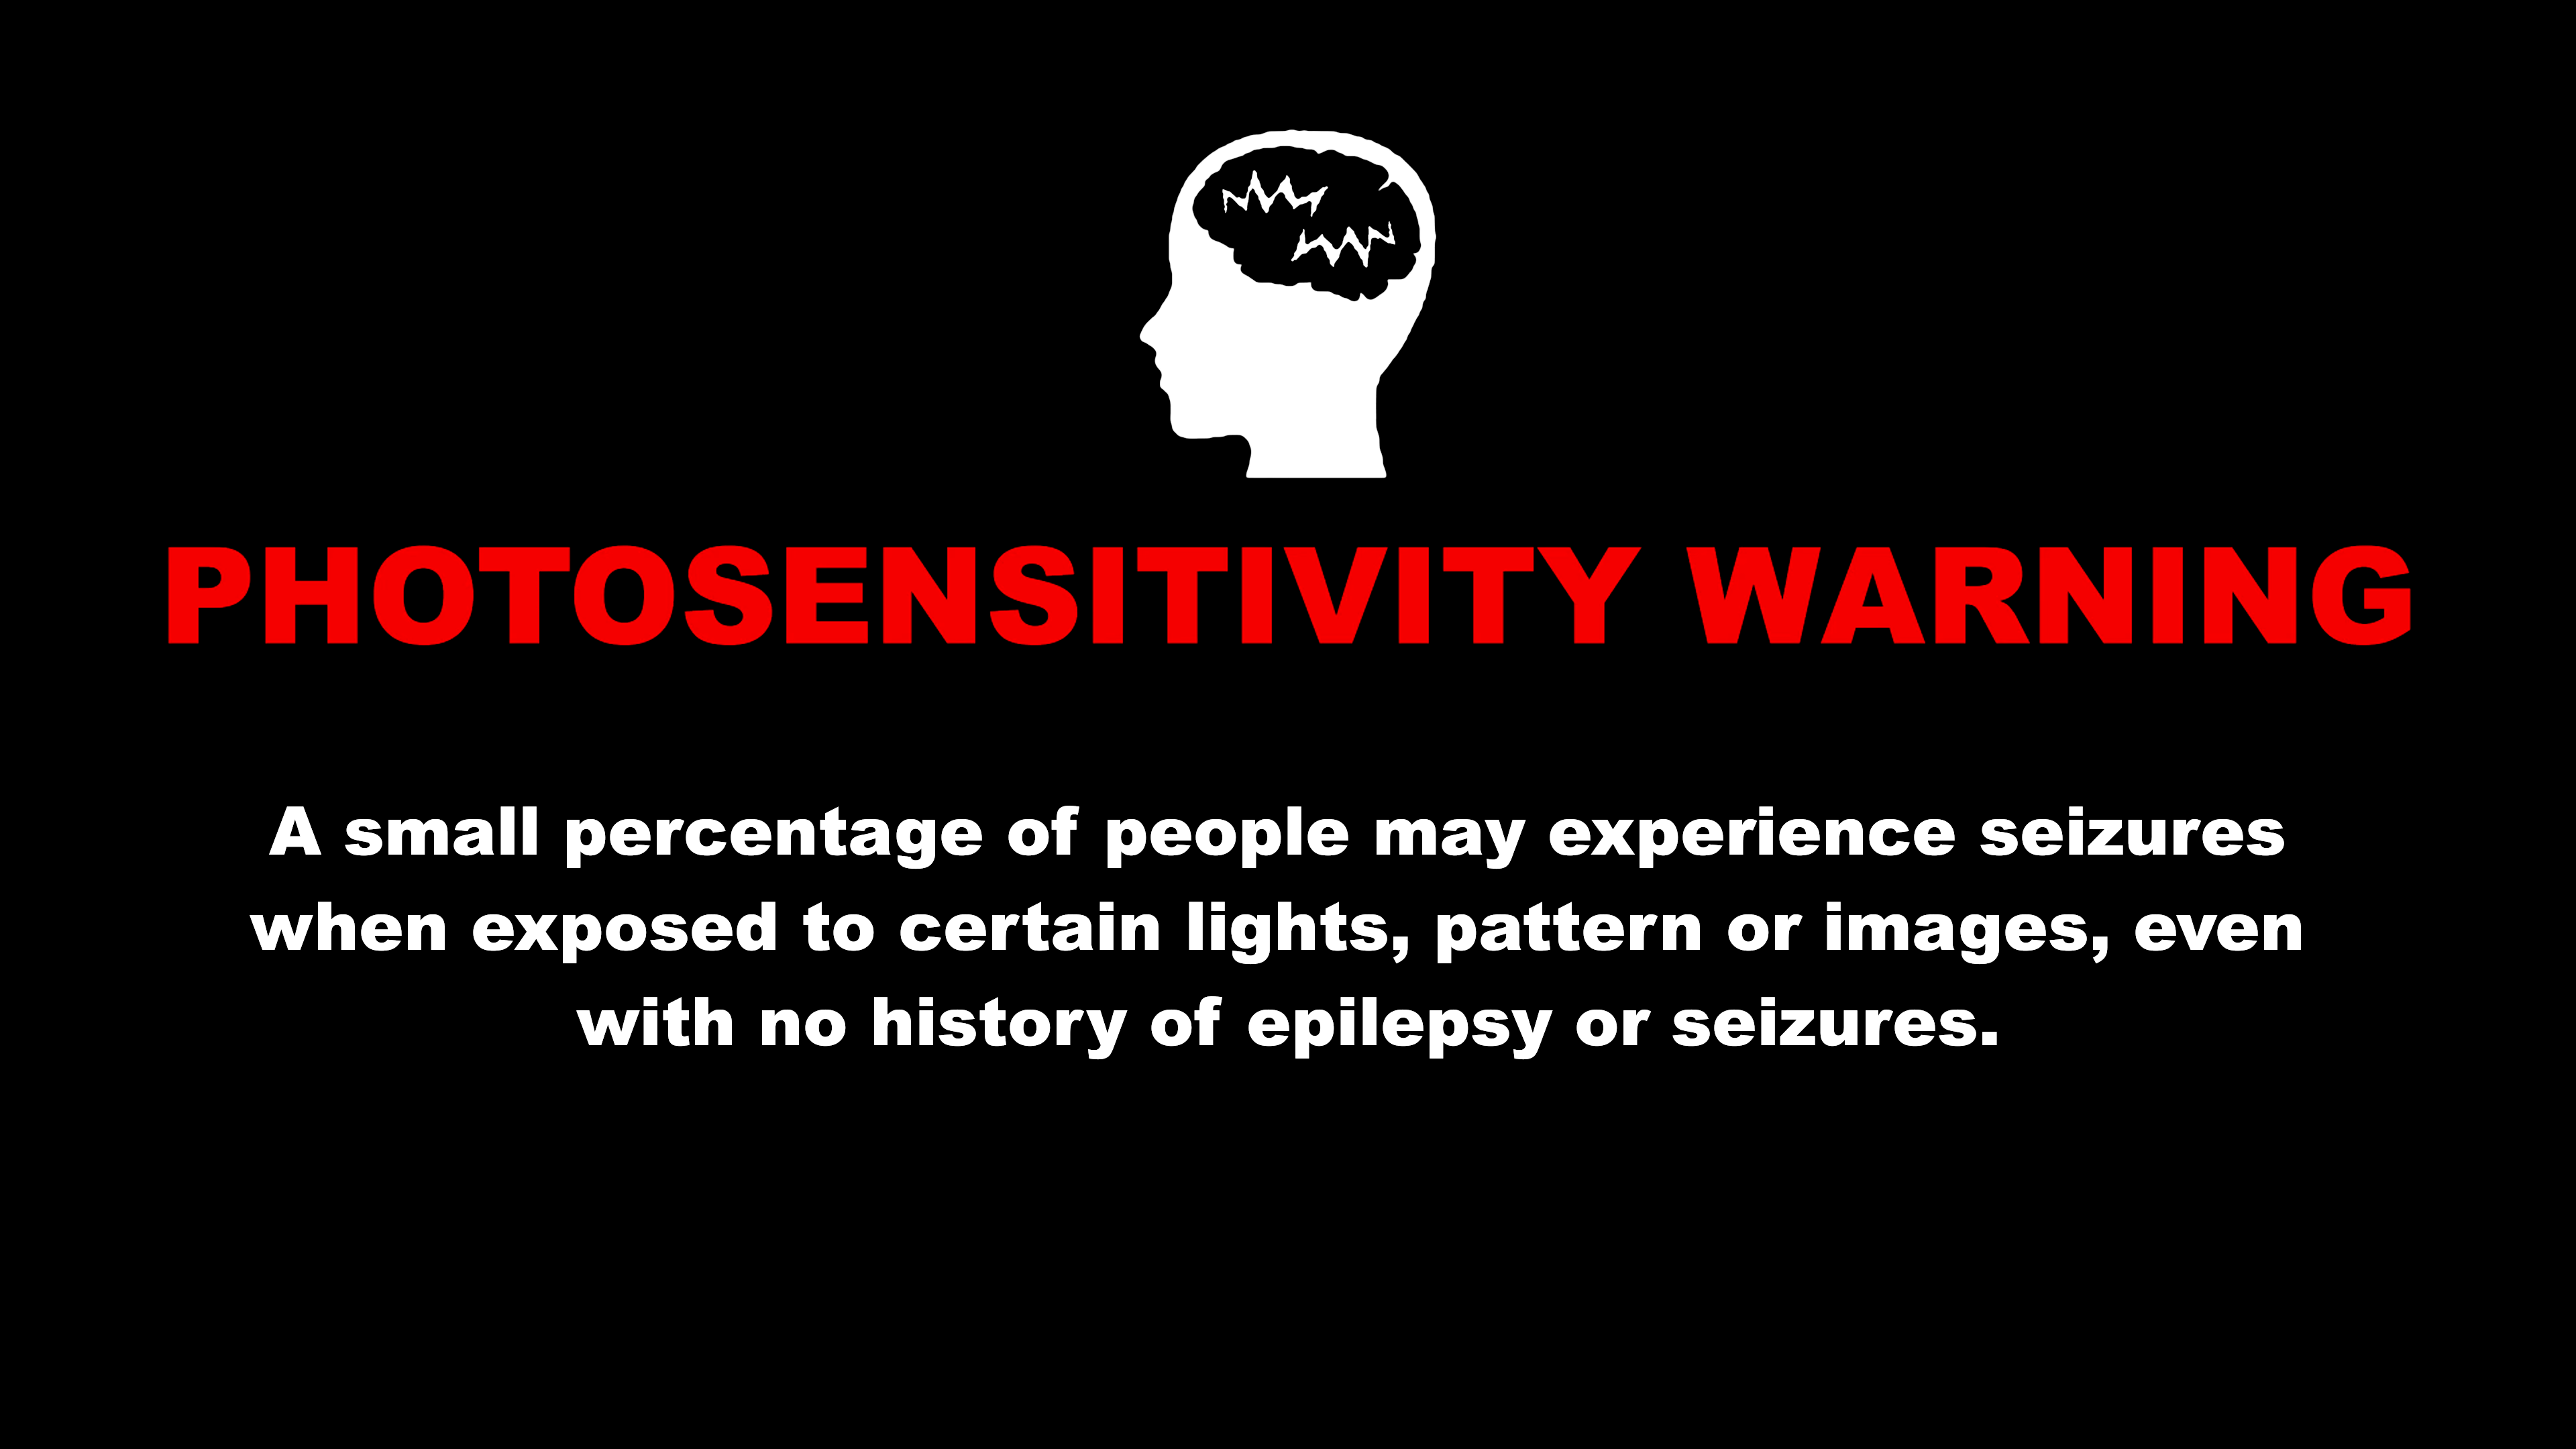 PHOTOSENSITIVITY WARNING
A small percentage of people may experience seizures
when exposed to certain lights, pattern or images, even
with no history of epilepsy or seizures.